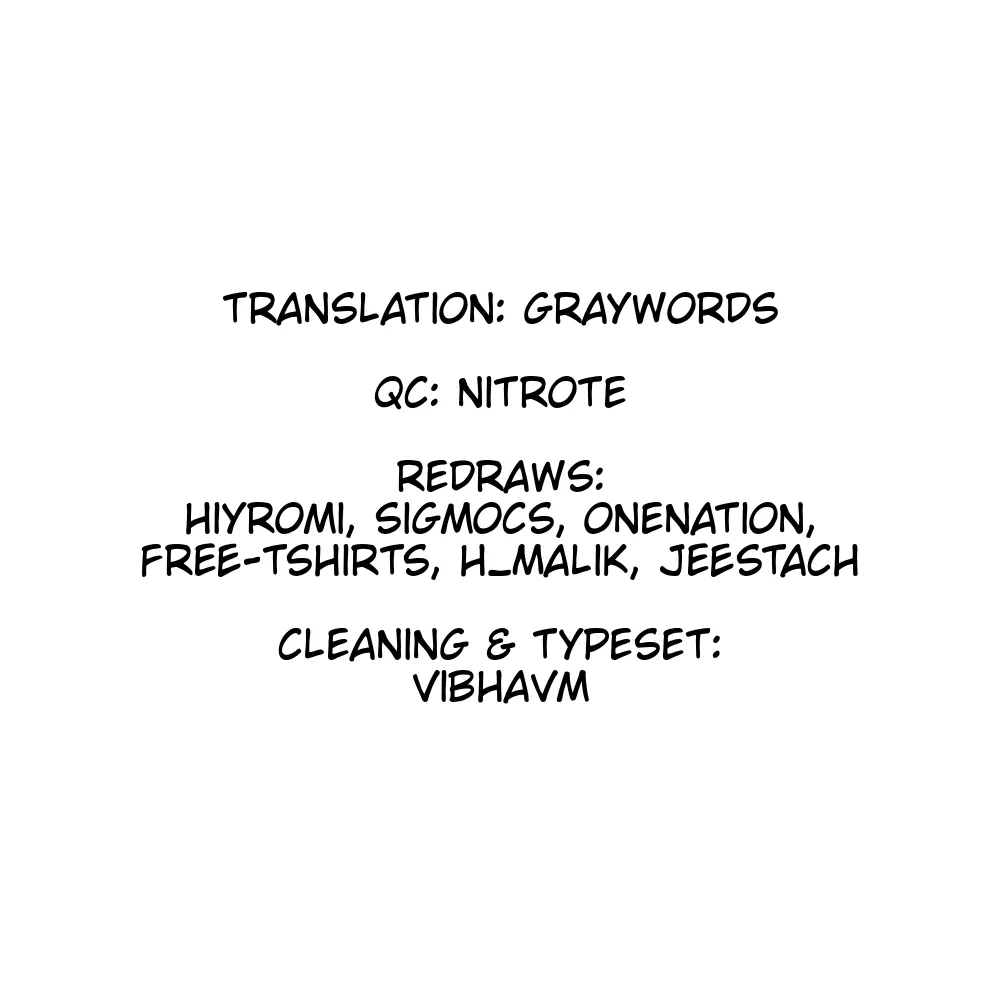 TRANSLATION: GRAYWORDS
QC: NITROTE
REDRAWS:
HIYROMI, SIGMOCS, ONENATION,
FREE-TSHIRTS, H_MALIK, JEESTACH
CLEANING & TYPESET:
VIBHAVM